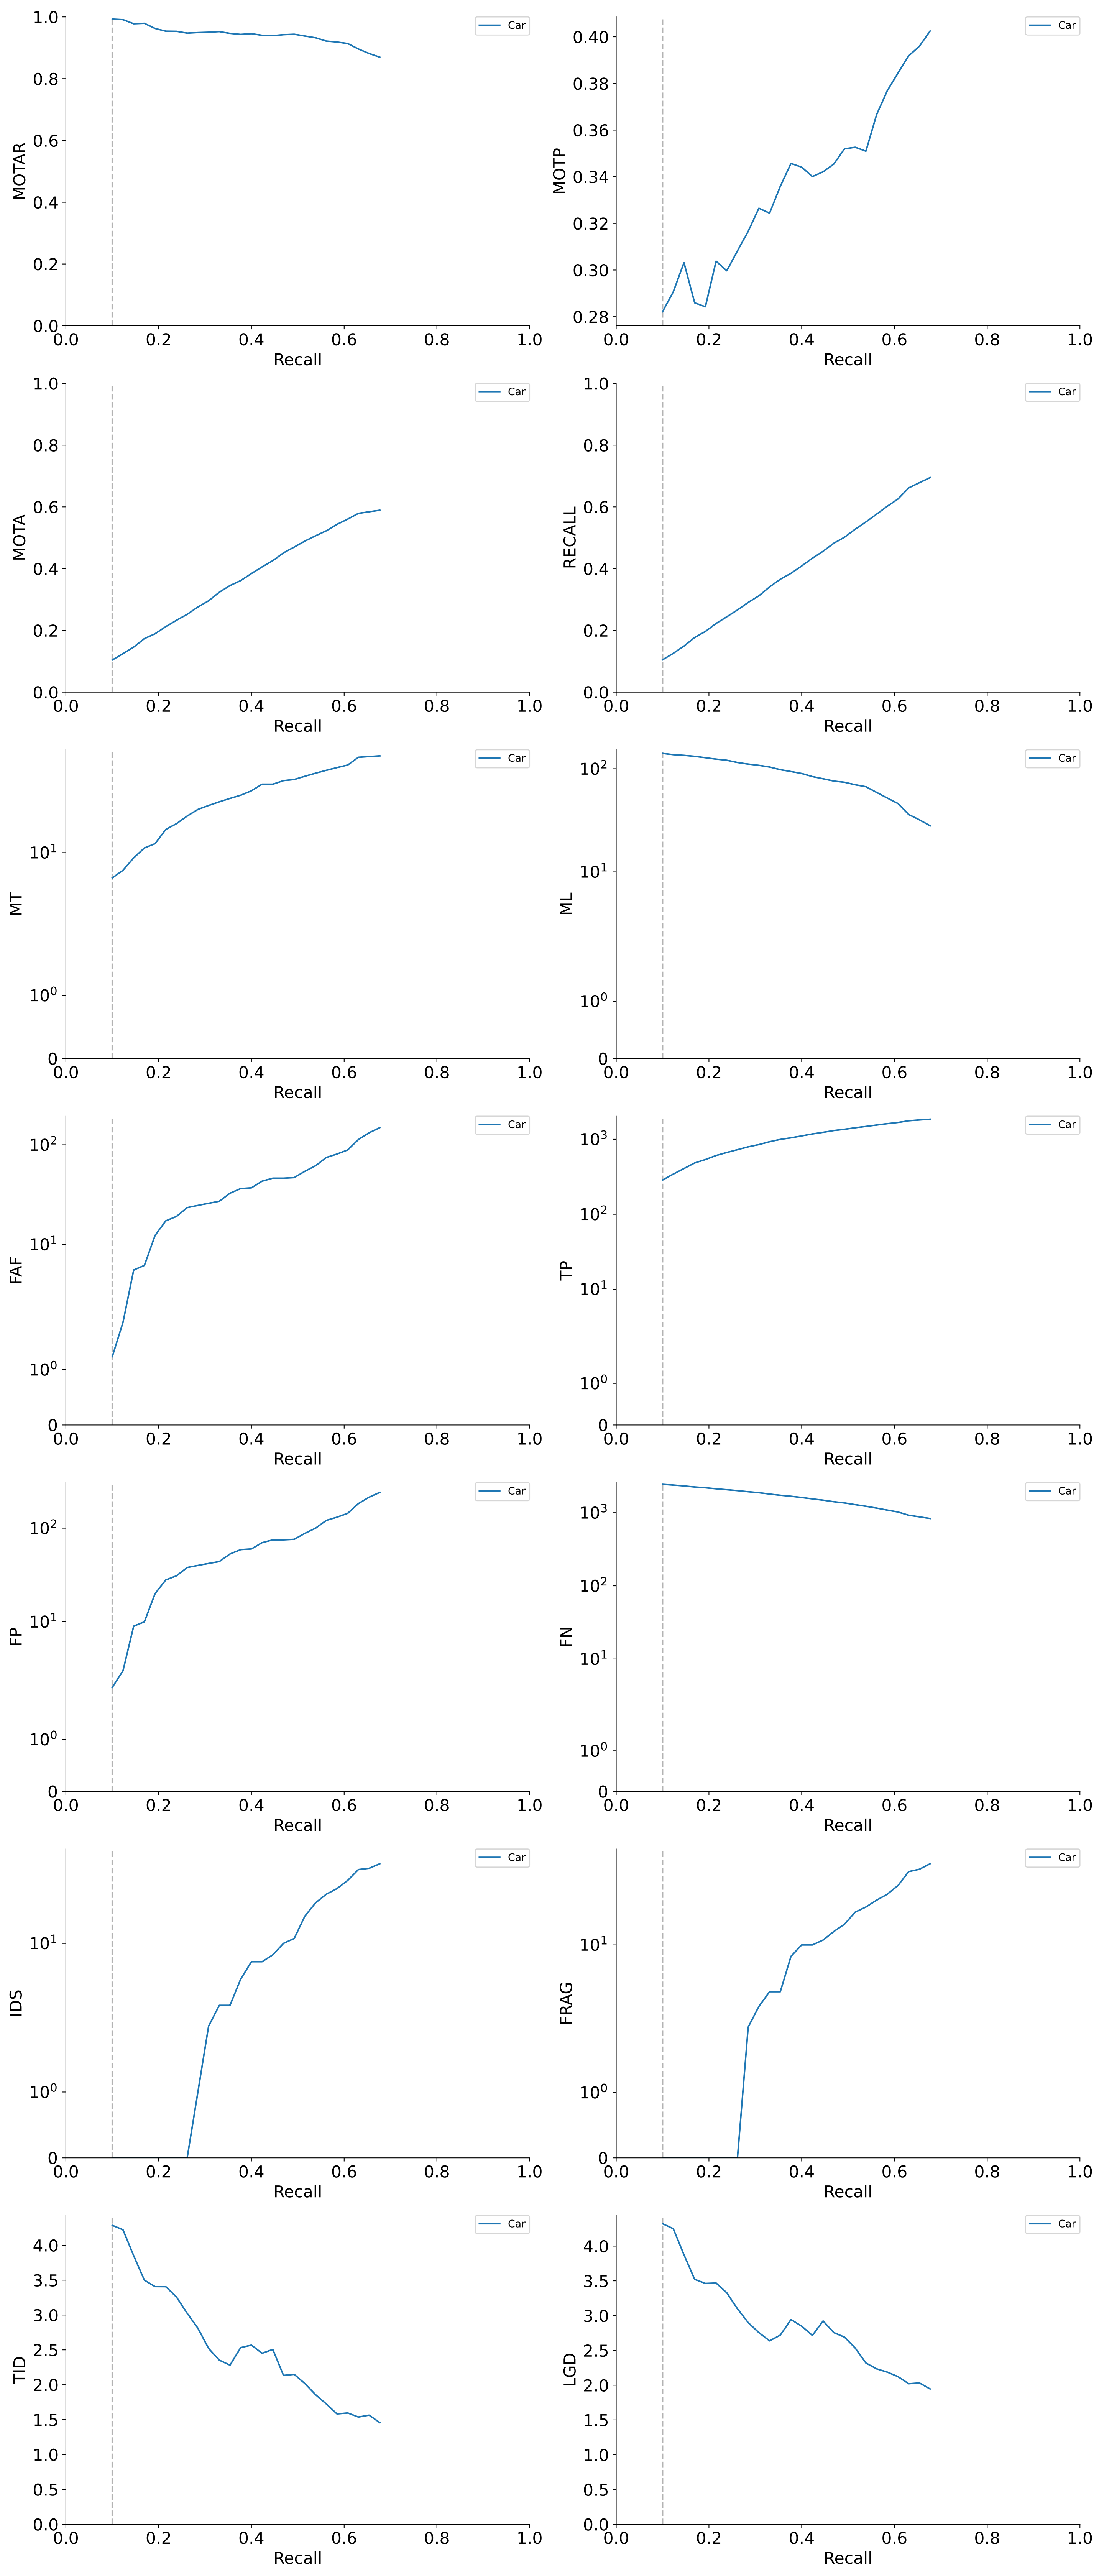 MOTAR
1.0
0.8
0.6
0.4
0.2
0.0
0.0 0.2 0.4 0.6 0.8 1.0
Recall
Car
MOTP
0.40
0.38
0.36
0.34
0.32
0.30
0.28
0.0 0.2 0.4 0.6 0.8 1.0
Recall
Car
MOTA
1.0
0.8
0.6
0.4
0.2
0.0
0.0 0.2 0.4 0.6 0.8 1.0
Recall
Car
RECALL
1.0
0.8
0.6
0.4
0.2
0.0
0.0 0.2 0.4 0.6 0.8 1.0
Recall
Car
MT
10¹
10⁰
0
0.0 0.2 0.4 0.6 0.8 1.0
Recall
Car
ML
10²
10¹
10⁰
0
0.0 0.2 0.4 0.6 0.8 1.0
Recall
Car
FAF
10²
10¹
10⁰
0
0.0 0.2 0.4 0.6 0.8 1.0
Recall
Car
TP
10³
10²
10¹
10⁰
0
0.0 0.2 0.4 0.6 0.8 1.0
Recall
Car
FP
10²
10¹
10⁰
0
0.0 0.2 0.4 0.6 0.8 1.0
Recall
Car
FN
10³
10²
10¹
10⁰
0
0.0 0.2 0.4 0.6 0.8 1.0
Recall
Car
IDS
10¹
10⁰
0
0.0 0.2 0.4 0.6 0.8 1.0
Recall
Car
FRAG
10¹
10⁰
0
0.0 0.2 0.4 0.6 0.8 1.0
Recall
Car
TID
4.0
3.5
3.0
2.5
2.0
1.5
1.0
0.5
0.0
0.0 0.2 0.4 0.6 0.8 1.0
Recall
Car
LGD
4.0
3.5
3.0
2.5
2.0
1.5
1.0
0.5
0.0
0.0 0.2 0.4 0.6 0.8 1.0
Recall
Car